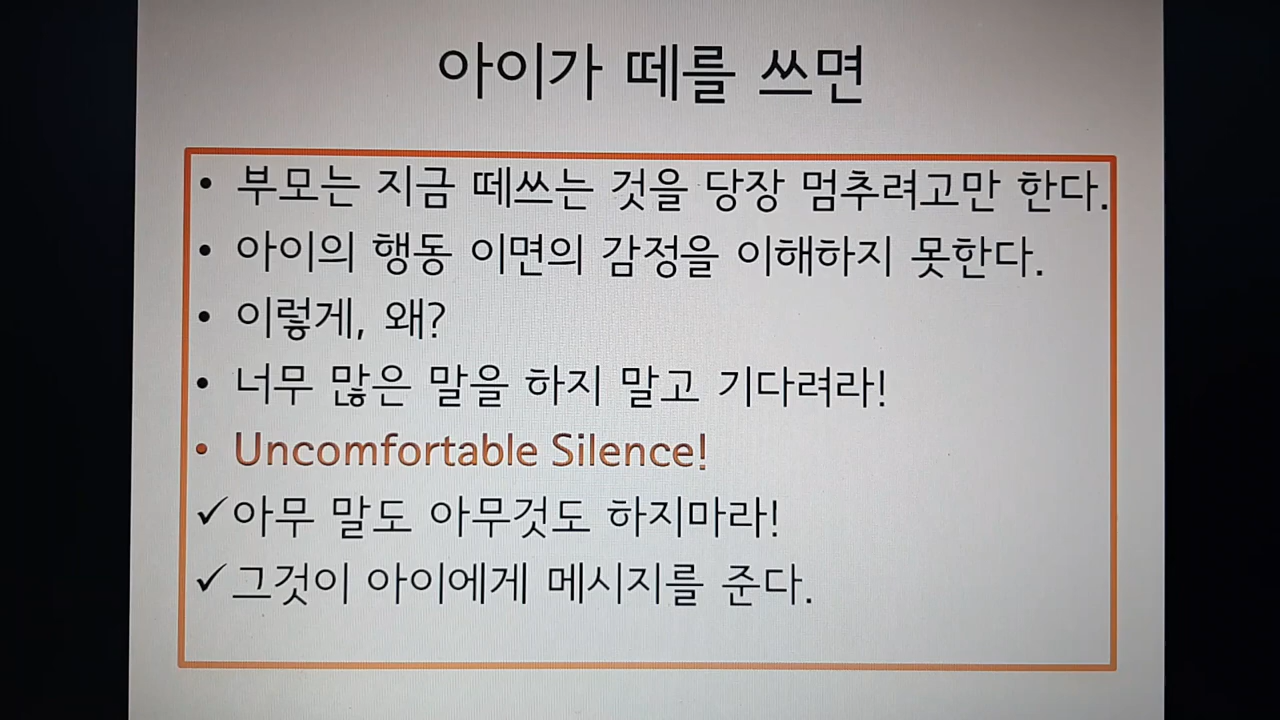 아이가 떼를 쓰면
• 부모는 지금 떼쓰는 것을 당장 멈추려고만 한다.
• 아이의 행동 이면의 감정을 이해하지 못한다.
• 이렇게, 왜?
• 너무 많은 말을 하지 말고 기다려라!
• Uncomfortable Silence!
✓아무 말도 아무것도 하지마라!
✓그것이 아이에게 메시지를 준다.